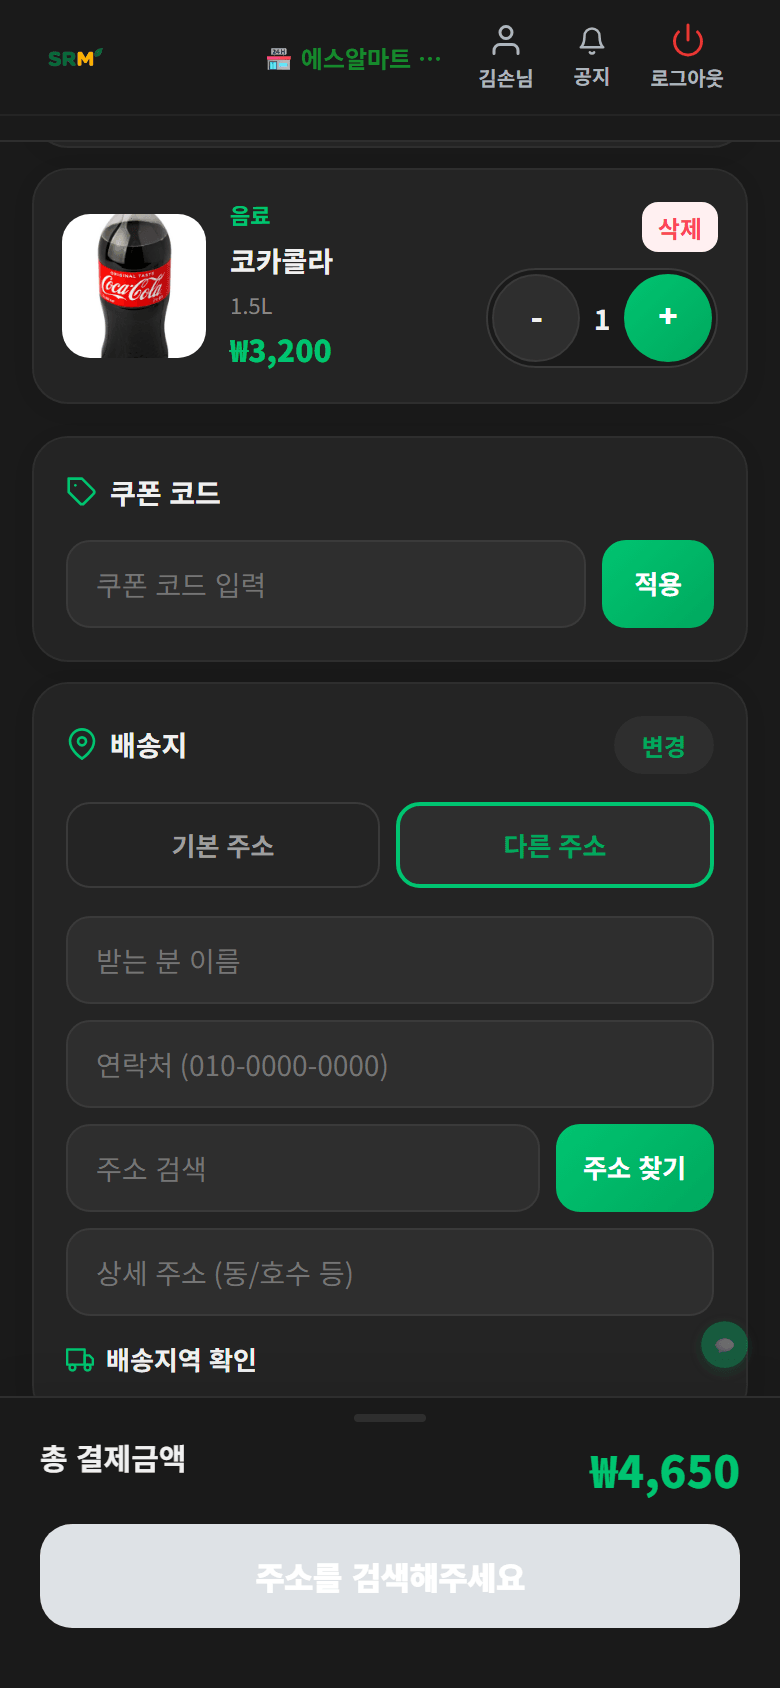 SRM
24H
에스알마트 ···
김손님
공지
로그아웃
음료
삭제
코카콜라
1.5L
₩3,200
ORIGINAL TASTE
Coca-Cola
-
1
+
쿠폰 코드
쿠폰 코드 입력
적용
배송지
변경
기본 주소
다른 주소
받는 분 이름
연락처 (010-0000-0000)
주소 검색
주소 찾기
상세 주소 (동/호수 등)
배송지역 확인
총 결제금액
₩4,650
주소를 검색해주세요